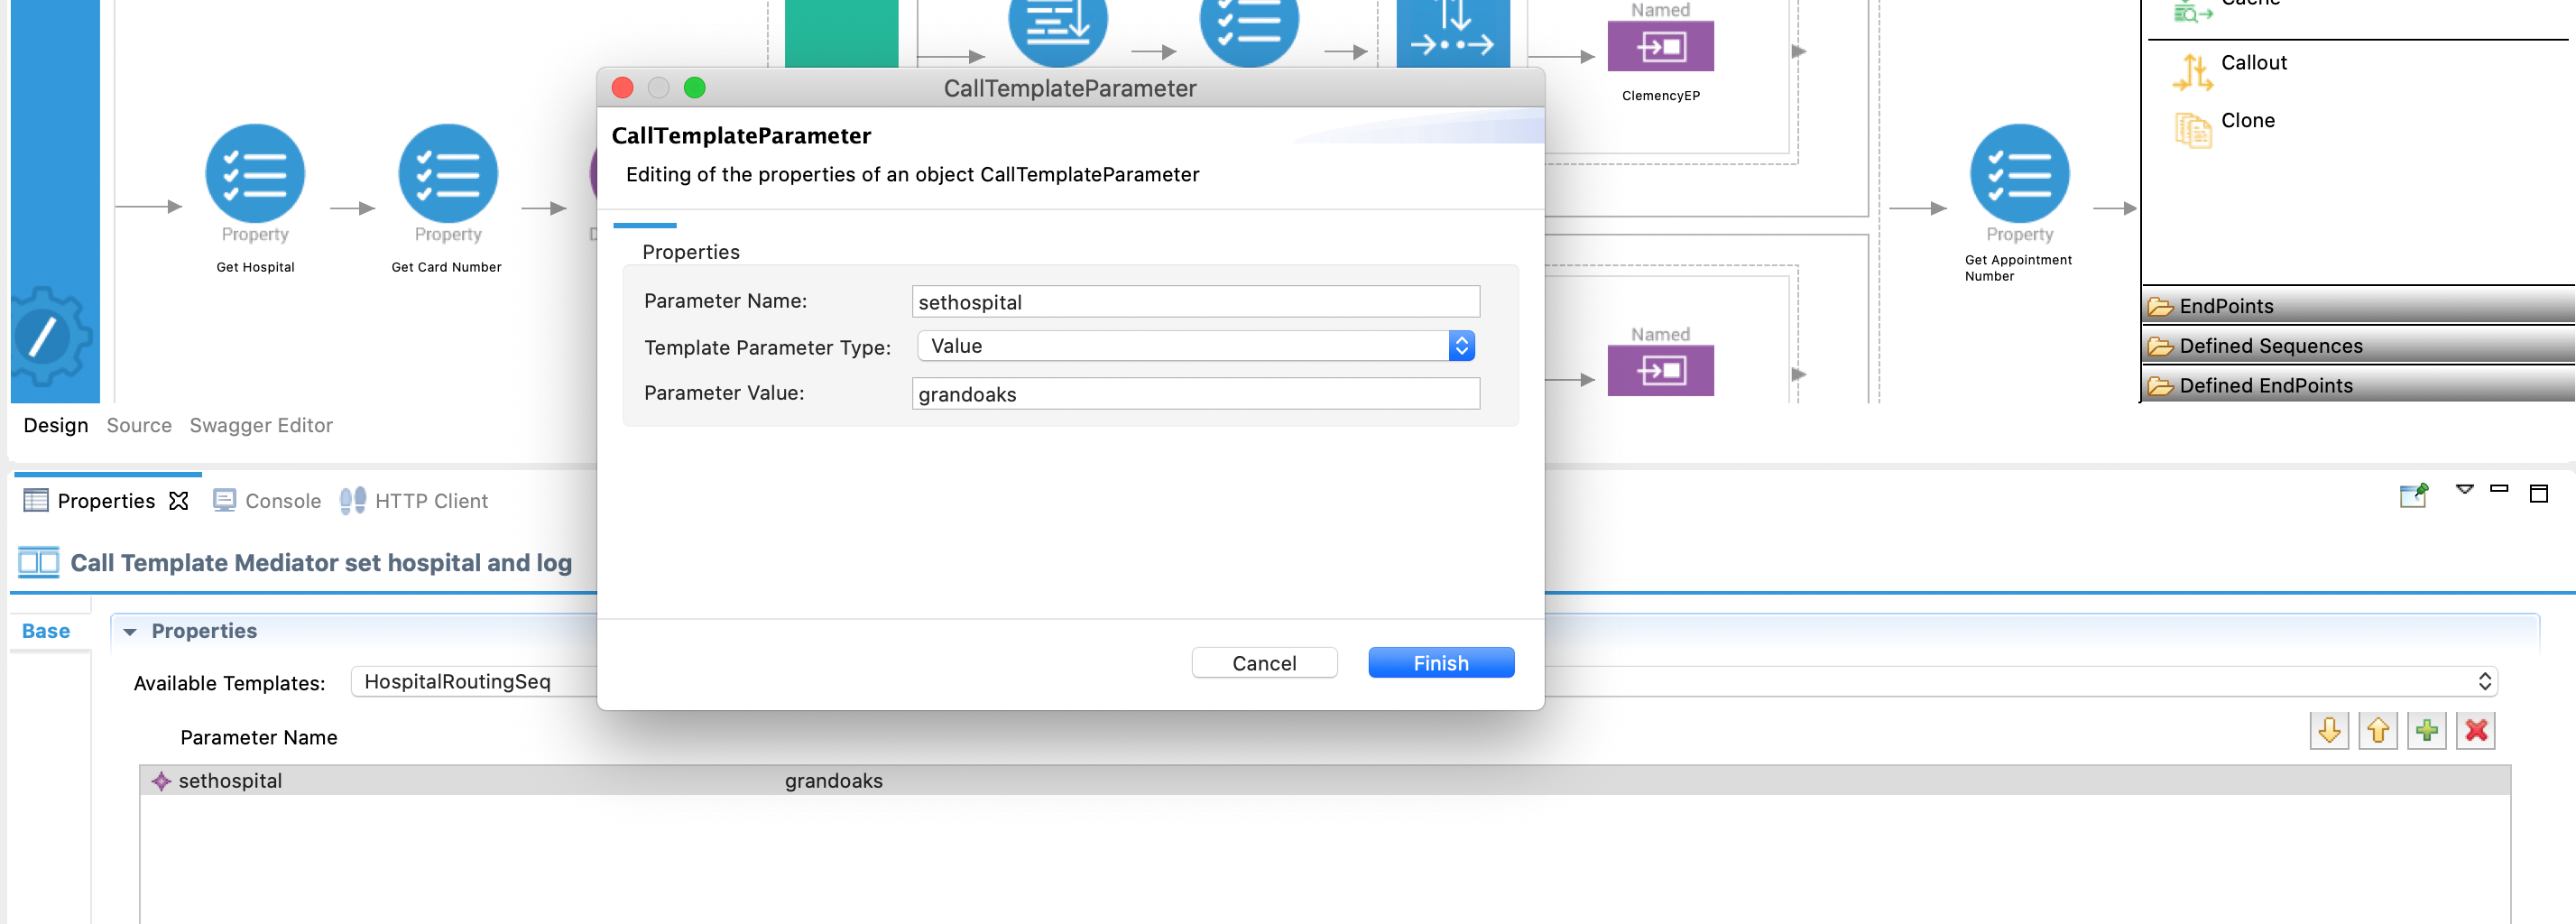 Named
Cache
Callout
ClemencyEP
Clone
CallTemplateParameter
CallTemplateParameter
Editing of the properties of an object CallTemplateParameter
Property
Property
Property
Get Hospital
Get Card Number
Get Appointment
Number
Properties
Parameter Name:
sethospital
Template Parameter Type:
Value
Parameter Value:
grandoaks
Named
EndPoints
Defined Sequences
Defined EndPoints
Design Source Swagger Editor
Properties Console HTTP Client
Call Template Mediator set hospital and log
Base
Properties
Cancel Finish
Available Templates: HospitalRoutingSeq
Parameter Name
sethospital grandoaks